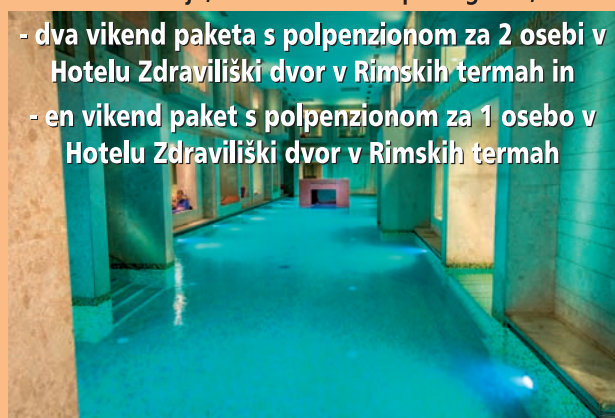 - dva vikend paketa s polpenzionom za 2 osebi v
Hotelu Zdraviliški dvor v Rimskih termah in
- en vikend paket s polpenzionom za 1 osebo v
Hotelu Zdraviliški dvor v Rimskih termah